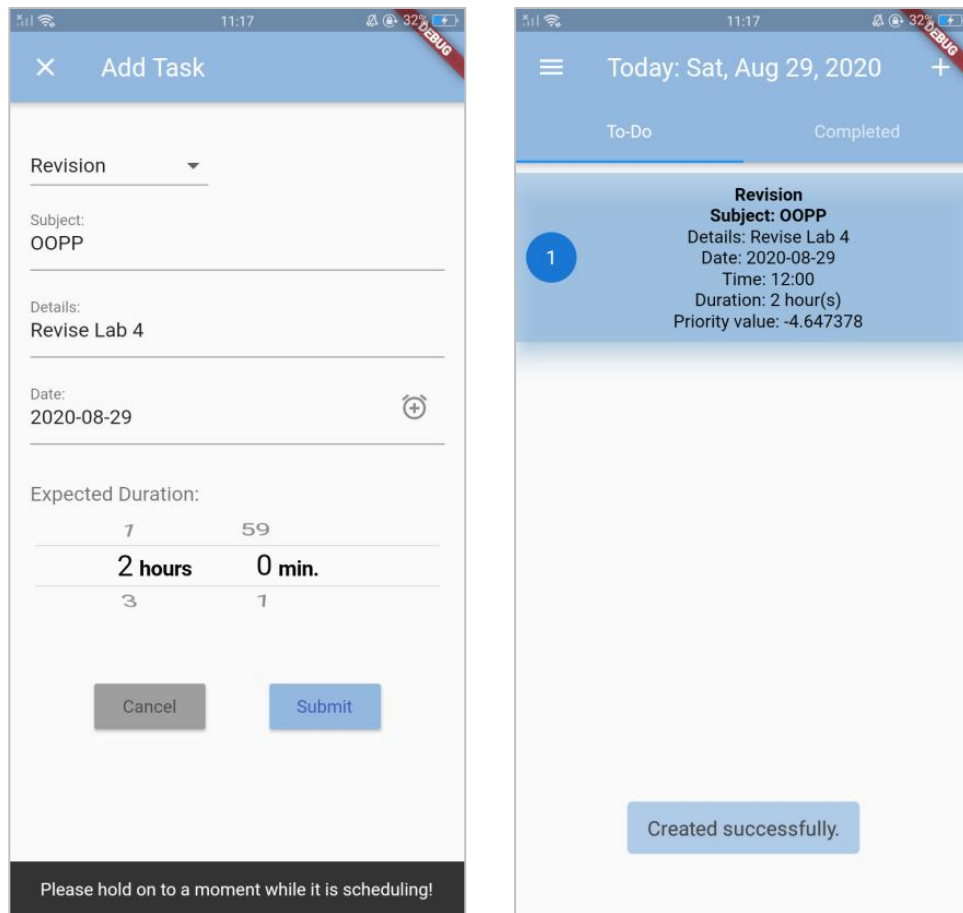 11:17
32%
DEBUG
Add Task
Revision
Subject:
OOPP
Details:
Revise Lab 4
Date:
2020-08-29
Expected Duration:
1 59
2 hours 0 min.
3 1
Cancel Submit
Please hold on to a moment while it is scheduling!
11:17
32%
DEBUG
Today: Sat, Aug 29, 2020
To-Do Completed
1
Revision
Subject: OOPP
Details: Revise Lab 4
Date: 2020-08-29
Time: 12:00
Duration: 2 hour(s)
Priority value: -4.647378
Created successfully.